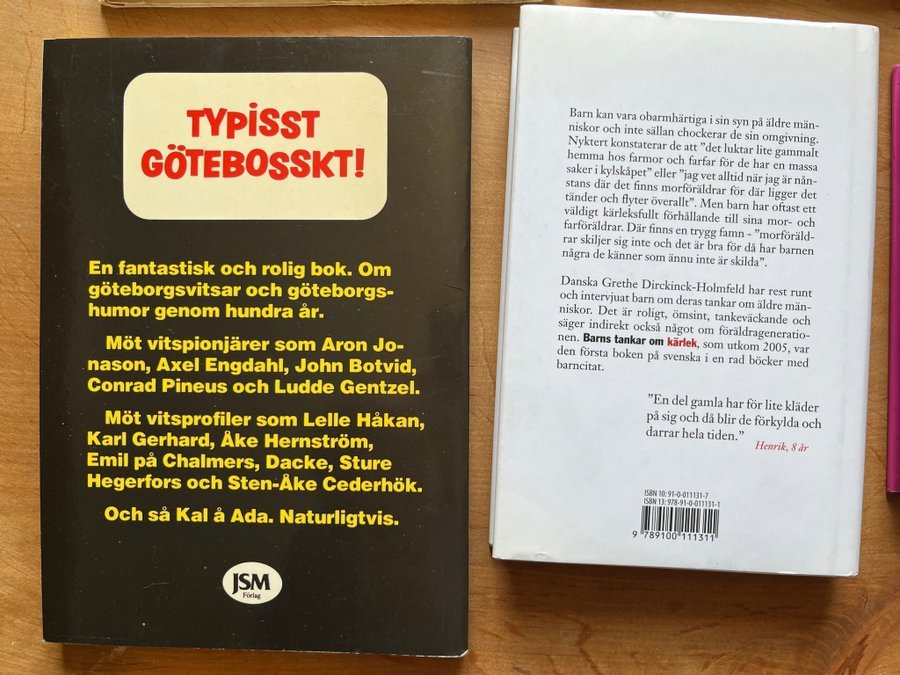 TYPISST
GÖTEBOSSKT!
En fantastisk och rolig bok. Om
göteborgsvitsar och göteborgs-
humor genom hundra år.
Möt vitspionjärer som Aron Jo-
nason, Axel Engdahl, John Botvid,
Conrad Pineus och Ludde Gentzel.
Möt vitsprofiler som Lelle Håkan,
Karl Gerhard, Åke Hernström,
Emil på Chalmers, Dacke, Sture
Hegerfors och Sten-Åke Cederhök.
Och så Kal å Ada. Naturligtvis.
JSM
Förlag
Barn kan vara obarmhärtiga i sin syn på äldre män-
niskor och inte sällan chockerar de sin omgivning.
Nyktert konstaterar de att ”det luktar lite gammalt
hemma hos farmor och farfar för de har en massa
saker i kylskåpet” eller ”jag vet alltid när jag är nån-
stans där det finns morföräldrar för där ligger det
tänder och flyter överallt”. Men barn har oftast ett
väldigt kärleksfullt förhållande till sina mor- och
farföräldrar. Där finns en trygg famn - ”morföräld-
rar skiljer sig inte och det är bra för då har barnen
några de känner som ännu inte är skilda”.
Danska Grethe Dirckinck-Holmfeld har rest runt
och intervjuat barn om deras tankar om äldre män-
niskor. Det är roligt, ömsint, tankeväckande och
säger indirekt också något om föräldrageneratio-
nen. Barns tankar om kärlek, som utkom 2005, var
den första boken på svenska i en rad böcker med
barncitat.
”En del gamla har för lite kläder
på sig och då blir de förkylda och
darrar hela tiden.”
Henrik, 8 år
ISBN 10: 91-0-011131-7
ISBN 13: 978-91-0-011131-1
9 789100 111311